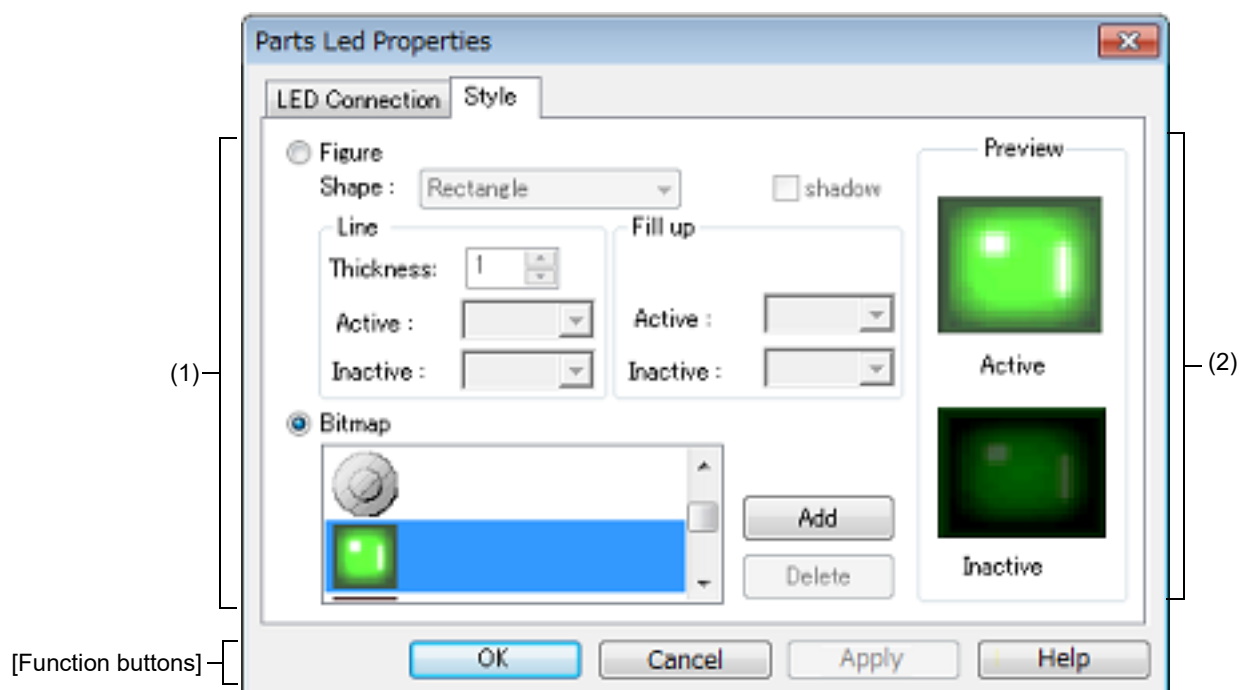 Parts Led Properties
LED Connection
Style
Figure
Shape :
Rectangle
shadow
Line
Thickness:
1
Active :
Inactive :
Fill up
Active :
Inactive :
Bitmap
Add
Delete
Preview
Active
Inactive
(1)
(2)
[Function buttons]
OK
Cancel
Apply
Help